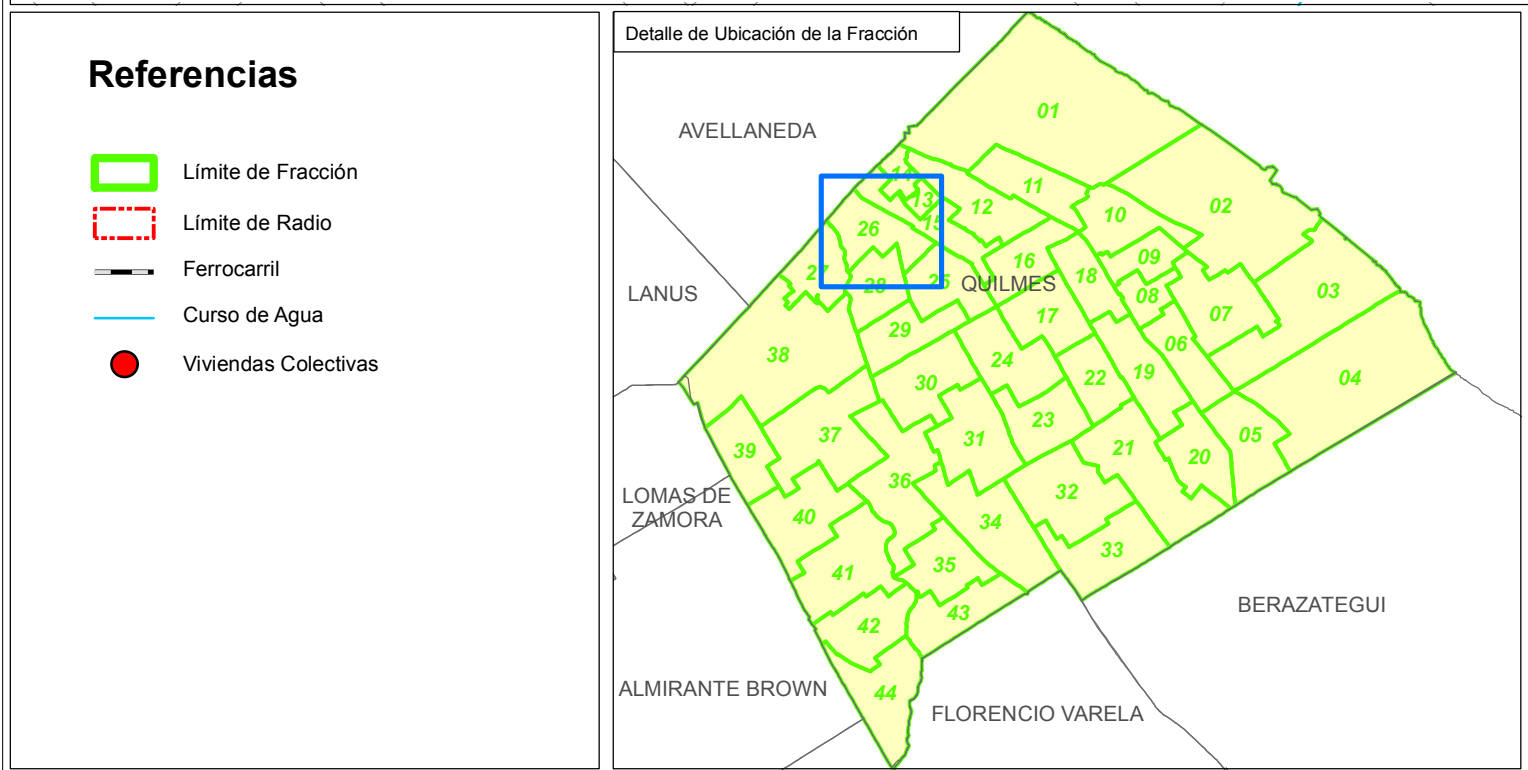 Referencias
Límite de Fracción
Límite de Radio
Ferrocarril
Curso de Agua
Viviendas Colectivas
Detalle de Ubicación de la Fracción
01
AVELLANEDA
14
11
13
12
02
10
15
26
16
09
27
18
28
25
QUILMES
LANUS
08
03
07
17
29
06
38
24
19
22
04
30
23
37
31
05
39
21
20
36
LOMAS DE
ZAMORA
32
40
34
33
35
41
BERAZATEGUI
43
42
ALMIRANTE BROWN
44
FLORENCIO VARELA